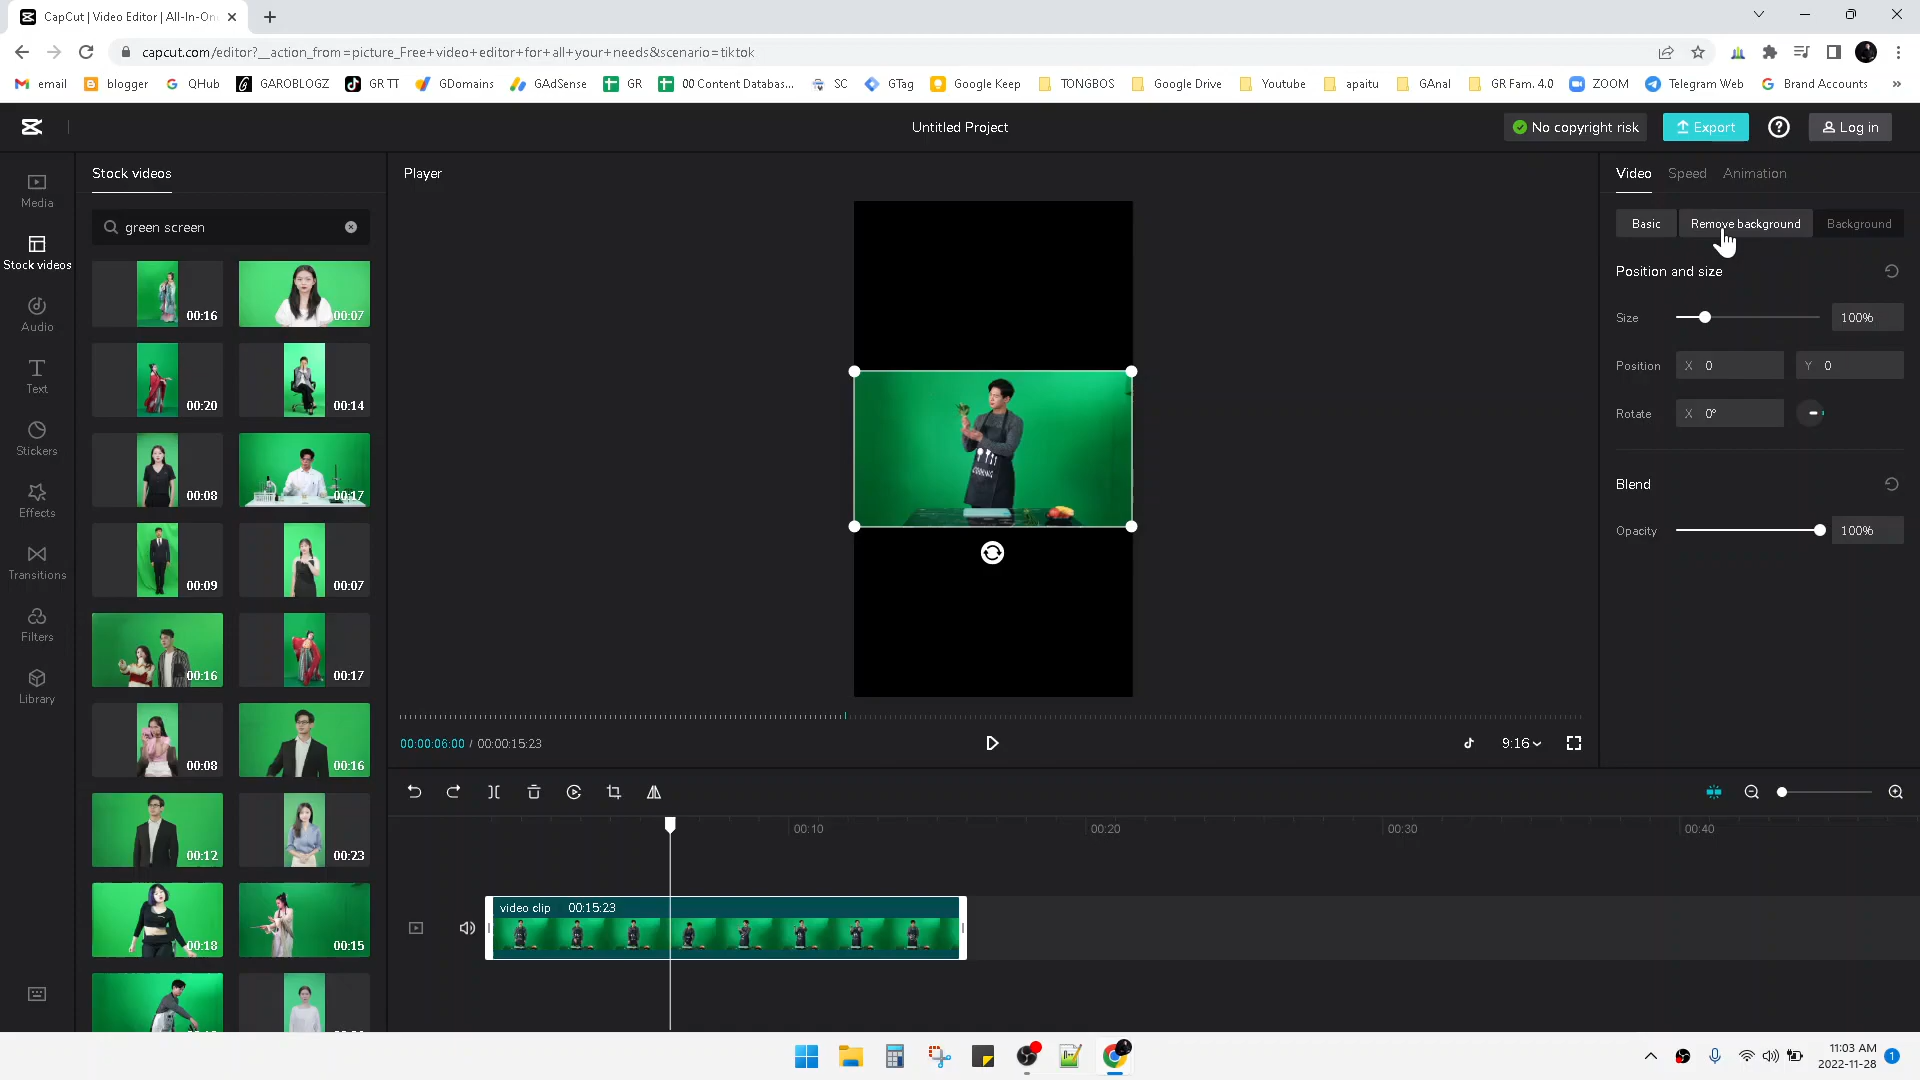 CapCut | Video Editor | All-In-On
capcut.com/editor?__action_from=picture_Free+video+editor+for+all+your+needs&scenario=tiktok
email
blogger
QHub
GAROBLOGZ
GR TT
GDomains
GAdSense
GR
00 Content Databas...
SC
GTag
Google Keep
TONGBOS
Google Drive
Youtube
apaitu
GAnal
GR Fam. 4.0
ZOOM
Telegram Web
Brand Accounts
»
Untitled Project
No copyright risk
Export
Log in
Media
Stock videos
Audio
Text
Stickers
Effects
Transitions
Filters
Library
Stock videos
green screen
00:16
00:07
00:20
00:14
00:08
00:17
00:09
00:07
00:16
00:17
00:08
00:16
00:12
00:23
00:18
00:15
Player
COOKING
00:00:06:00 / 00:00:15:23
9:16
Video
Speed
Animation
Basic
Remove background
Background
Position and size
Size
100%
Position
X 0
Y 0
Rotate
X 0°
Blend
Opacity
100%
00:10
00:20
00:30
00:40
video clip 00:15:23
11:03 AM
2022-11-28
1